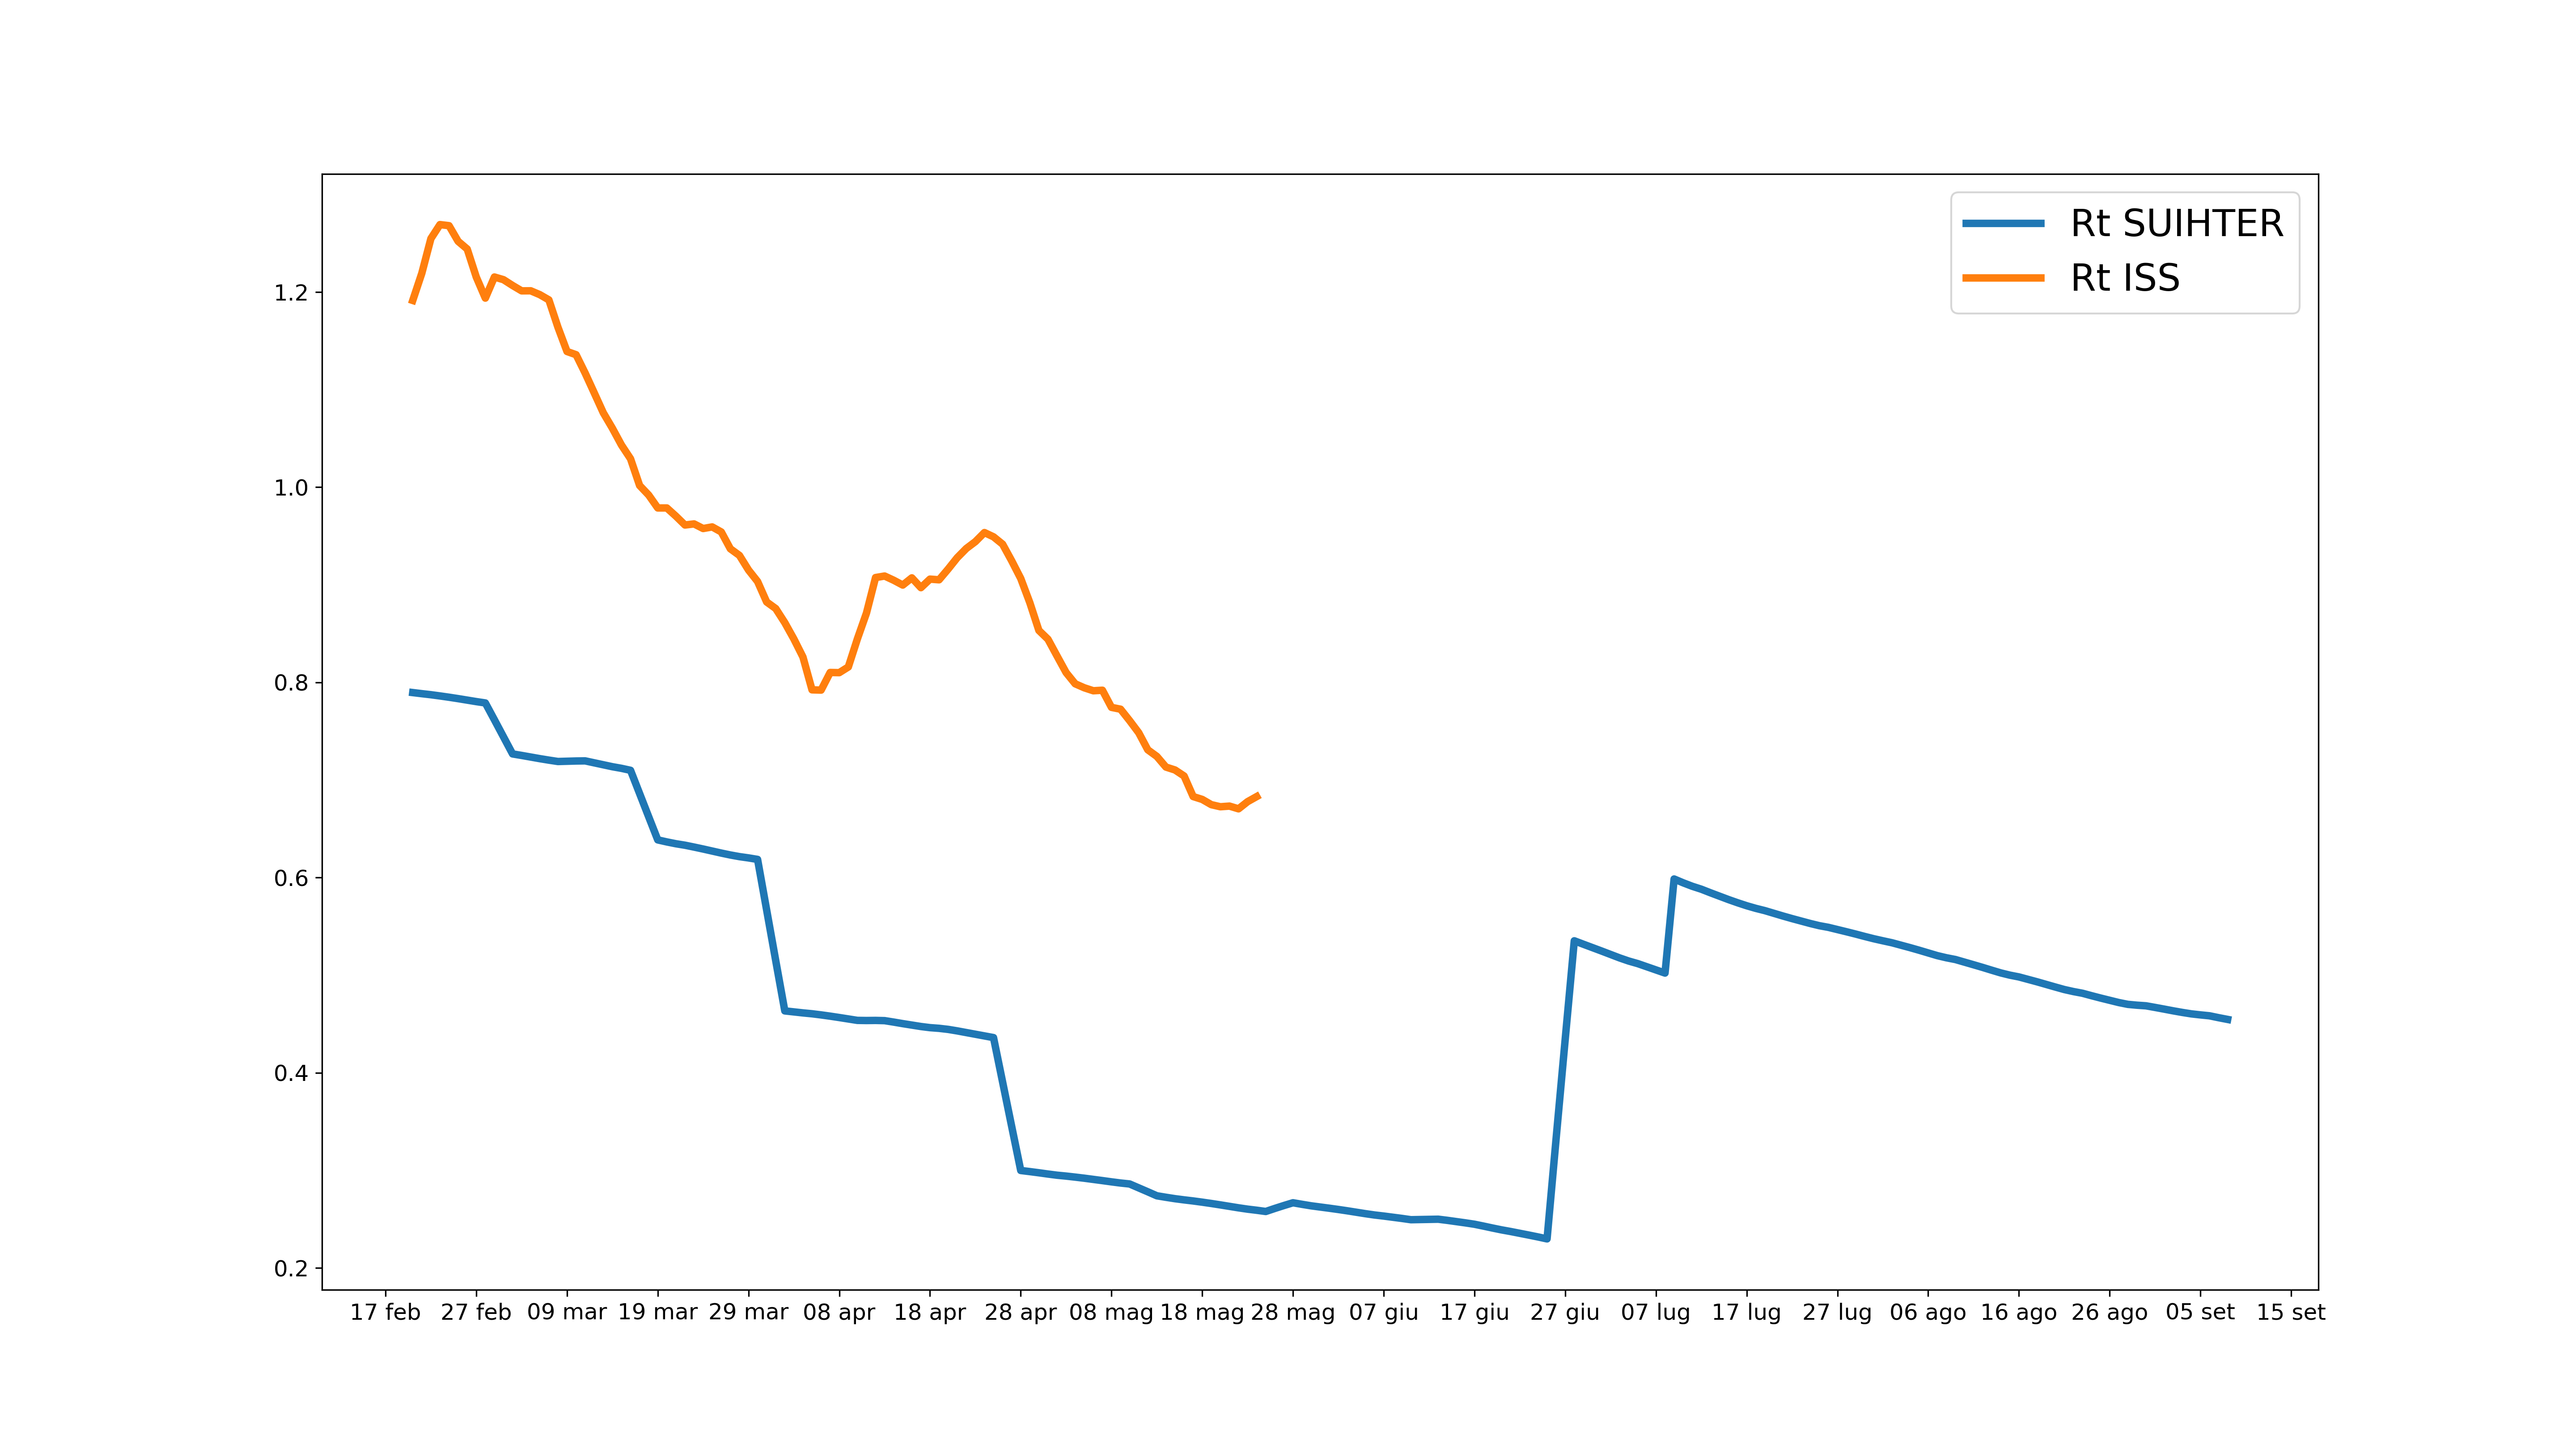 Rt SUIHTER
Rt ISS
1.2
1.0
0.8
0.6
0.4
0.2
17 feb 27 feb 09 mar 19 mar 29 mar 08 apr 18 apr 28 apr 08 mag 18 mag 28 mag 07 giu 17 giu 27 giu 07 lug 17 lug 27 lug 06 ago 16 ago 26 ago 05 set 15 set